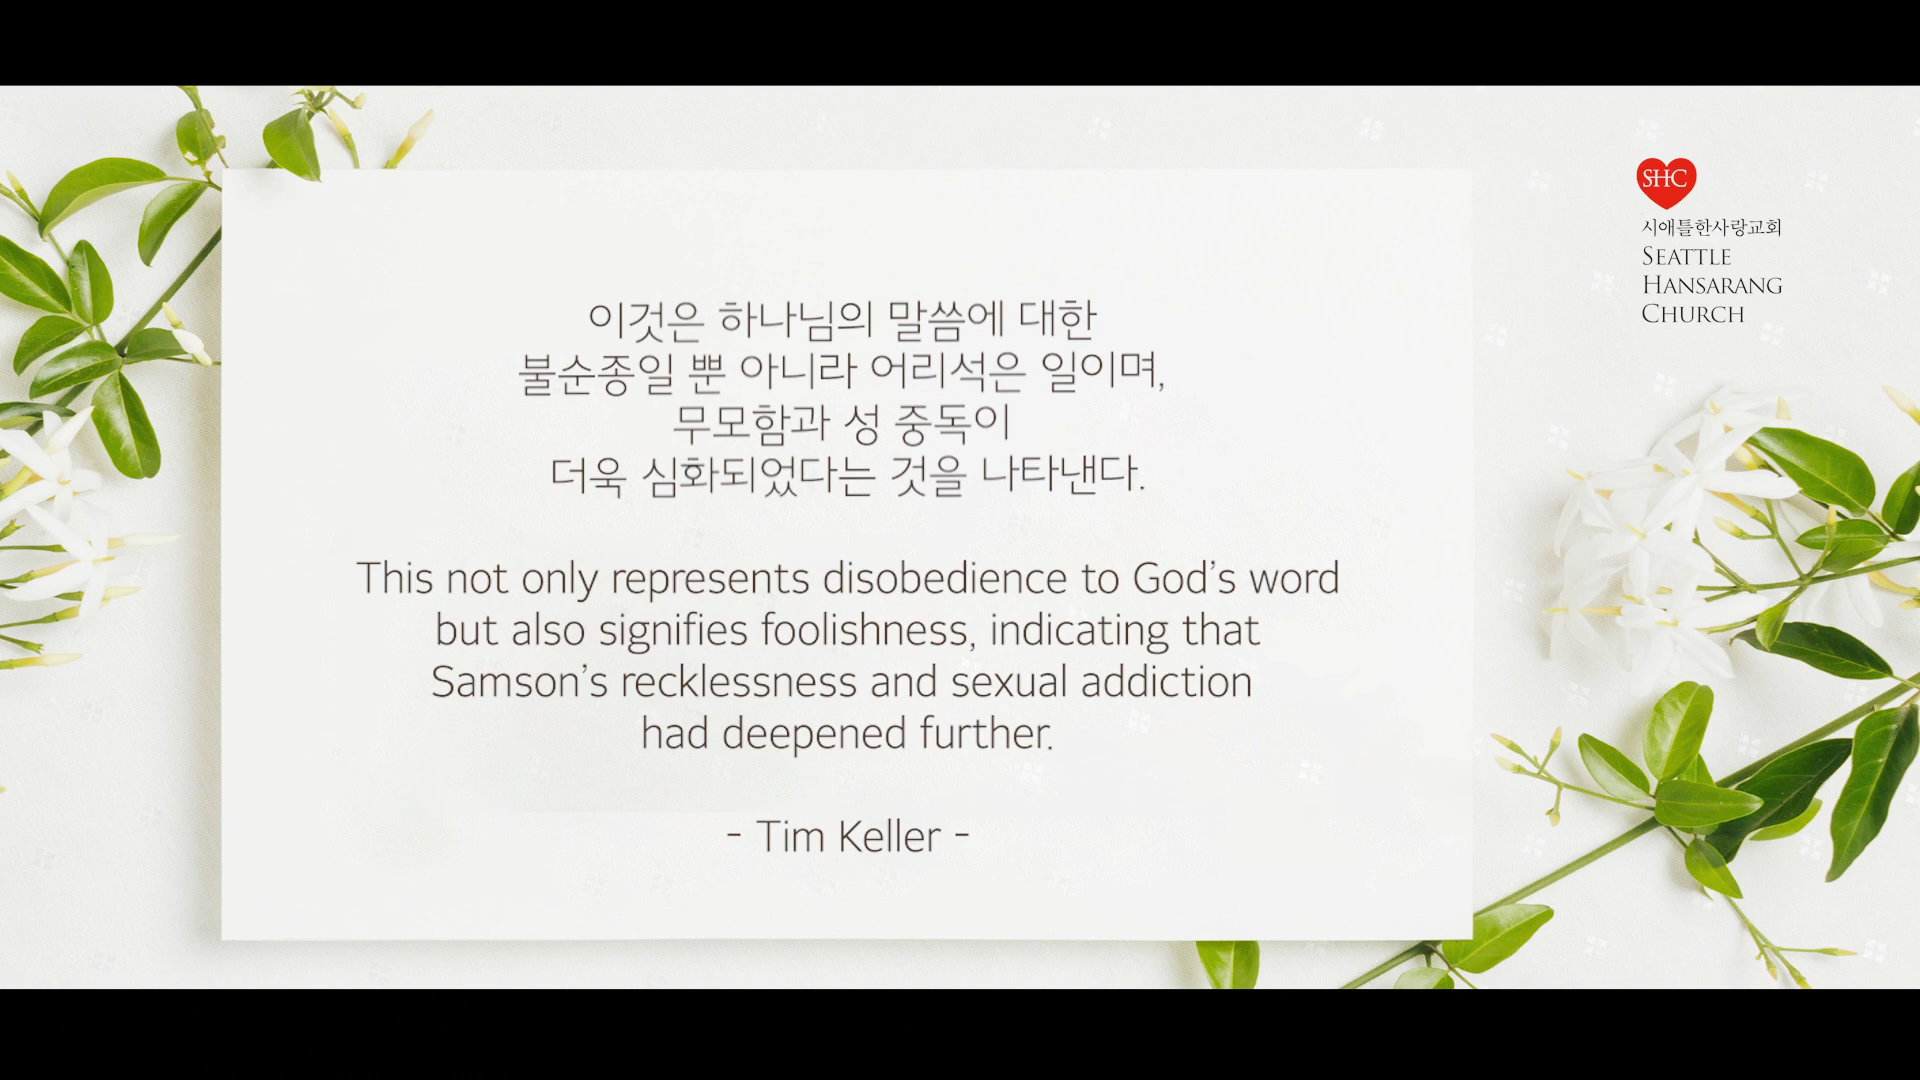 SHC
시애틀한사랑교회
SEATTLE
HANSARANG
CHURCH
이것은 하나님의 말씀에 대한
불순종일 뿐 아니라 어리석은 일이며,
무모함과 성 중독이
더욱 심화되었다는 것을 나타낸다.
This not only represents disobedience to God's word
but also signifies foolishness, indicating that
Samson's recklessness and sexual addiction
had deepened further.
- Tim Keller -